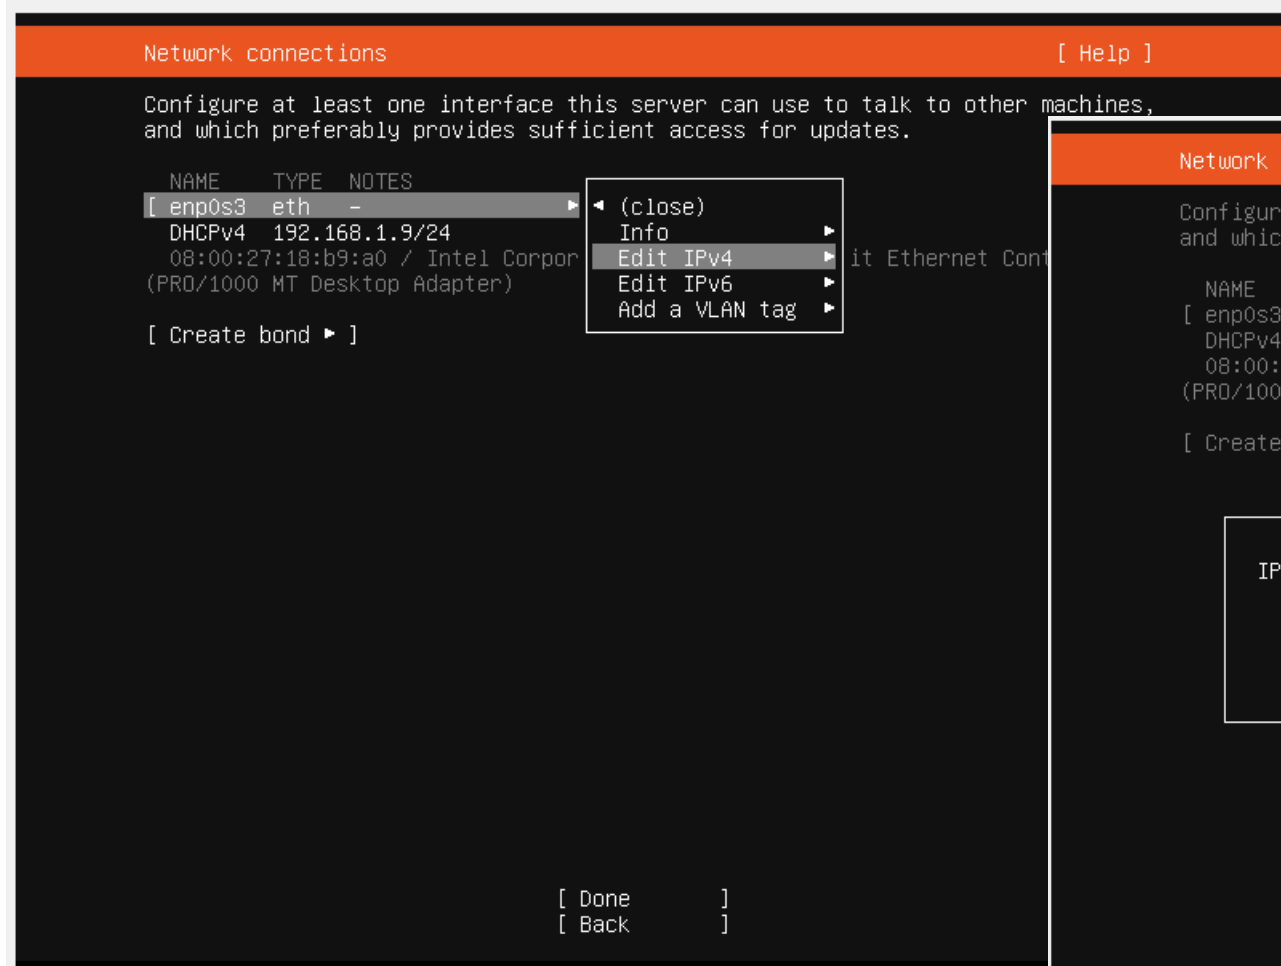 Network connections [ Help ]
Configure at least one interface this server can use to talk to other machines,
and which preferably provides sufficient access for updates.
NAME TYPE NOTES
[ enp0s3 eth - ▸
DHCPv4 192.168.1.9/24
08:00:27:18:b9:a0 / Intel Corpor
it Ethernet Cont
(PRO/1000 MT Desktop Adapter)
[ Create bond ▸ ]
◂ (close)
Info ▸
Edit IPv4 ▸
Edit IPv6 ▸
Add a VLAN tag ▸
[ Done ]
[ Back ]
Network
Configur
and whic
NAME
[ enp0s3
DHCPv4
08:00:
(PRO/100
[ Create
IP